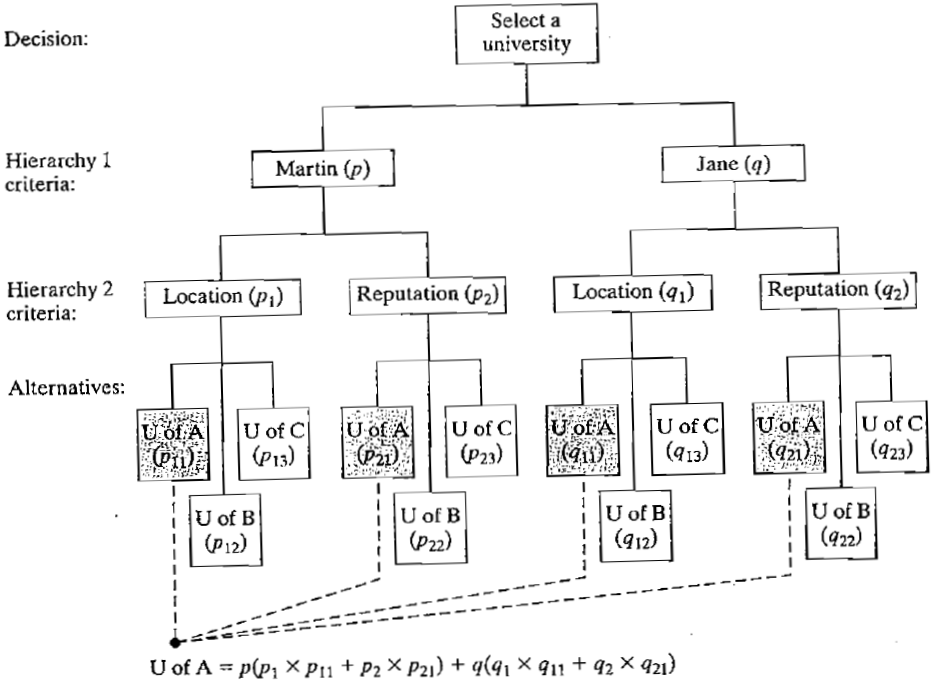 Decision:
Select a
university
Hierarchy 1
criteria:
Martin (p)
Jane (q)
Hierarchy 2
criteria:
Location (p₁)
Reputation (p₂)
Location (q₁)
Reputation (q₂)
Alternatives:
U of A
(p₁₁)
U of C
(p₁₃)
U of A
(p₂₁)
U of C
(p₂₃)
U of A
(q₁₁)
U of C
(q₁₃)
U of A
(q₂₁)
U of C
(q₂₃)
U of B
(p₁₂)
U of B
(p₂₂)
U of B
(q₁₂)
U of B
(q₂₂)
U of A = p(p₁ × p₁₁ + p₂ × p₂₁) + q(q₁ × q₁₁ + q₂ × q₂₁)